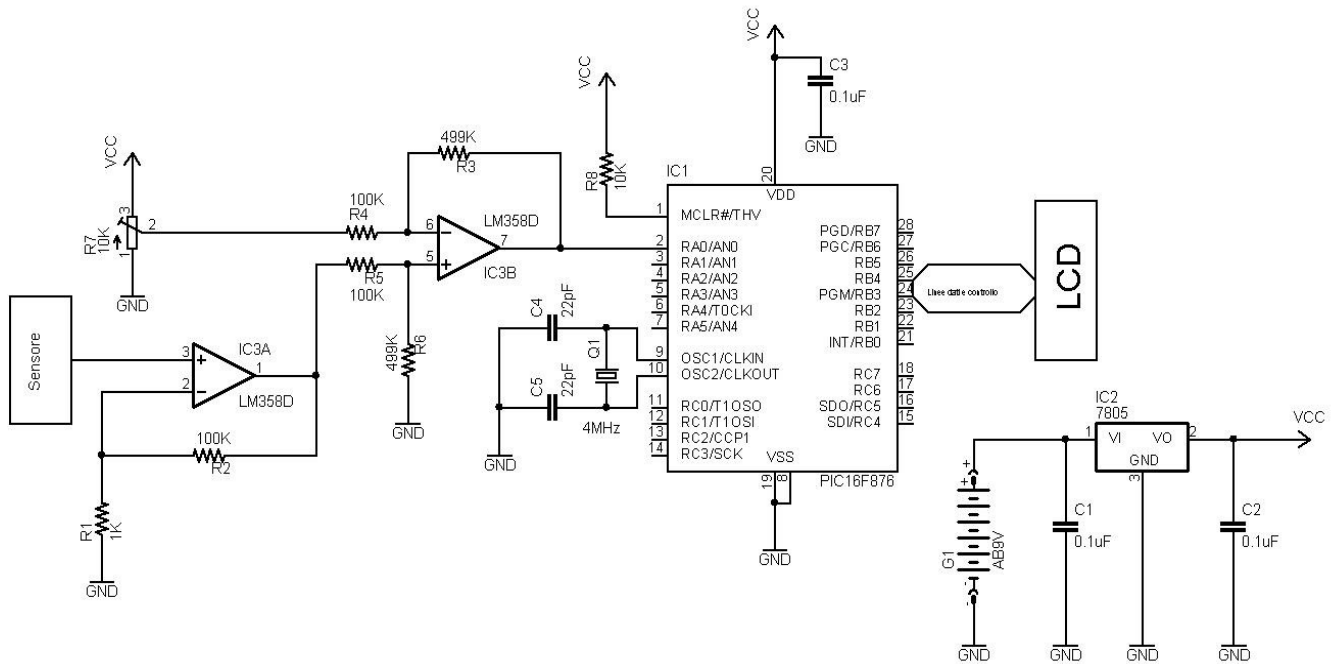 VCC
C3
0.1uF
GND
VCC
R8
10K
499K
R3
VCC
R7
10K
3
2
1
GND
100K
R4
6
5
7
LM358D
IC3B
R5
100K
499K
R6
GND
Sensore
IC3A
3
2
1
LM358D
100K
R2
R1
1K
GND
IC1
20
VDD
1 MCLR#/THV
2 RA0/AN0
3 RA1/AN1
4 RA2/AN2
5 RA3/AN3
6 RA4/T0CKI
7 RA5/AN4
9 OSC1/CLKIN
10 OSC2/CLKOUT
11 RC0/T1OSO
12 RC1/T1OSI
13 RC2/CCP1
14 RC3/SCK
PGD/RB7 28
PGC/RB6 27
RB5 26
RB4 25
PGM/RB3 24
RB2 23
RB1 22
INT/RB0 21
RC7 18
RC6 17
SDO/RC5 16
SDI/RC4 15
VSS
19
8
PIC16F876
GND
C4
22pF
C5
22pF
Q1
4MHz
GND
Linee dati e controllo
LCD
IC2
7805
1 VI
VO 2
GND
3
VCC
+
+
-
-
G1
AB9V
C1
0.1uF
C2
0.1uF
GND
GND
GND
GND